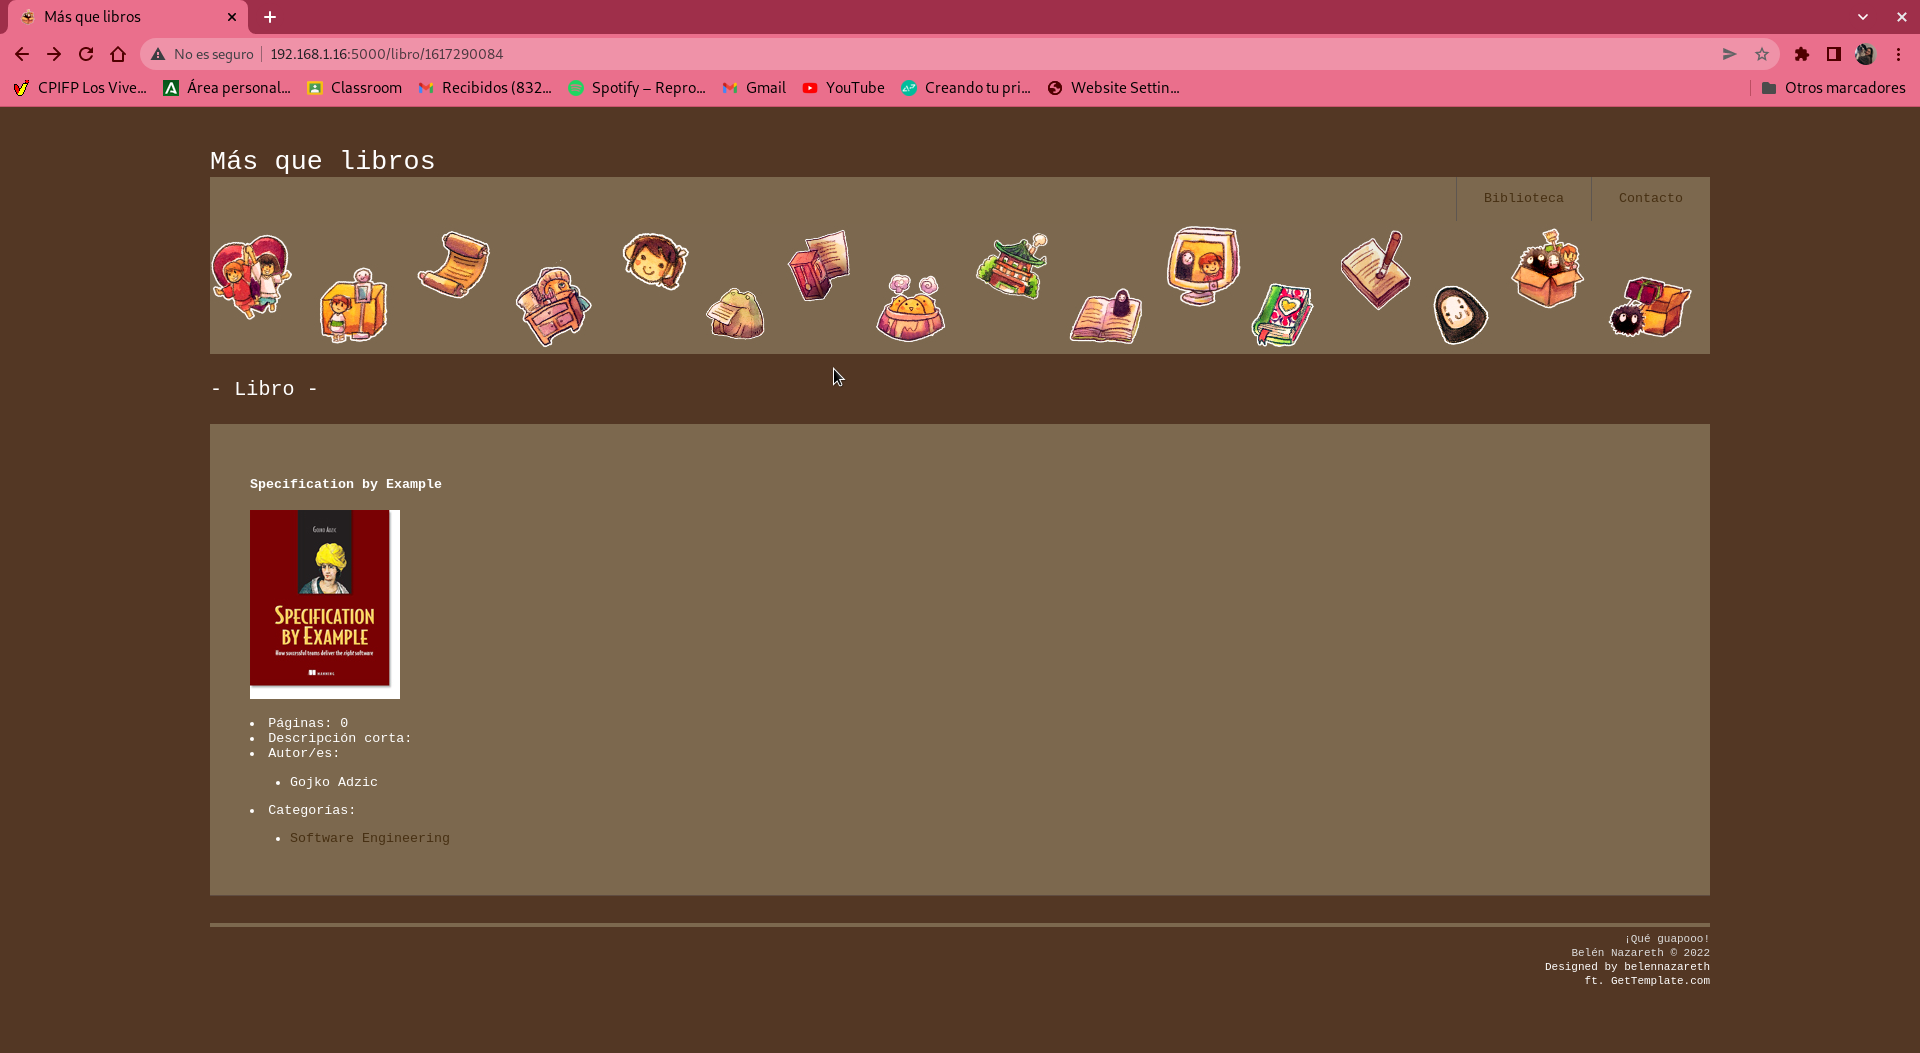 Más que libros
No es seguro
192.168.1.16:5000/libro/1617290084
CPIFP Los Vive...
Área personal...
Classroom
Recibidos (832...
Spotify – Repro...
Gmail
YouTube
Creando tu pri...
Website Settin...
Otros marcadores
Más que libros
Biblioteca
Contacto
- Libro -
Specification by Example
Gojko Adzic
SPECIFICATION
BY EXAMPLE
How successful teams deliver the right software
MANNING
• Páginas: 0
• Descripción corta:
• Autor/es:
• Gojko Adzic
• Categorías:
• Software Engineering
¡Qué guapooo!
Belén Nazareth © 2022
Designed by belennazareth
ft. GetTemplate.com